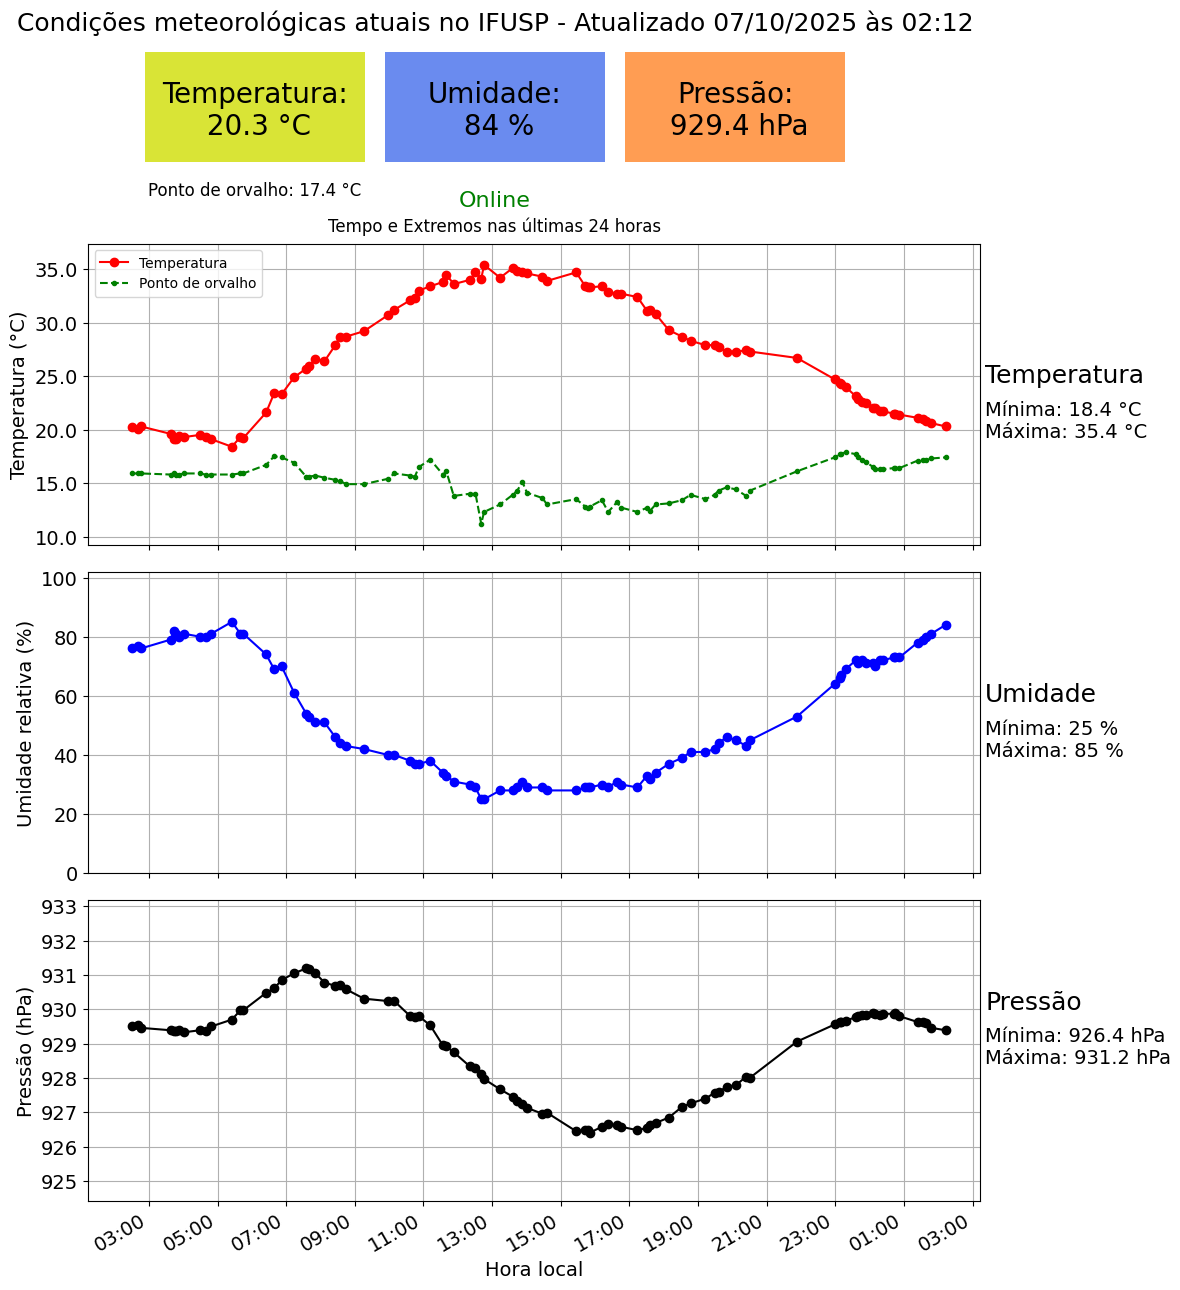 Condições meteorológicas atuais no IFUSP - Atualizado 07/10/2025 às 02:12
Temperatura:
20.3 °C
Umidade:
84 %
Pressão:
929.4 hPa
Ponto de orvalho: 17.4 °C
Online
Tempo e Extremos nas últimas 24 horas
Temperatura
Ponto de orvalho
Temperatura (°C)
35.0
30.0
25.0
20.0
15.0
10.0
Temperatura
Mínima: 18.4 °C
Máxima: 35.4 °C
Umidade relativa (%)
100
80
60
40
20
0
Umidade
Mínima: 25 %
Máxima: 85 %
Pressão (hPa)
933
932
931
930
929
928
927
926
925
Pressão
Mínima: 926.4 hPa
Máxima: 931.2 hPa
03:00 05:00 07:00 09:00 11:00 13:00 15:00 17:00 19:00 21:00 23:00 01:00 03:00
Hora local